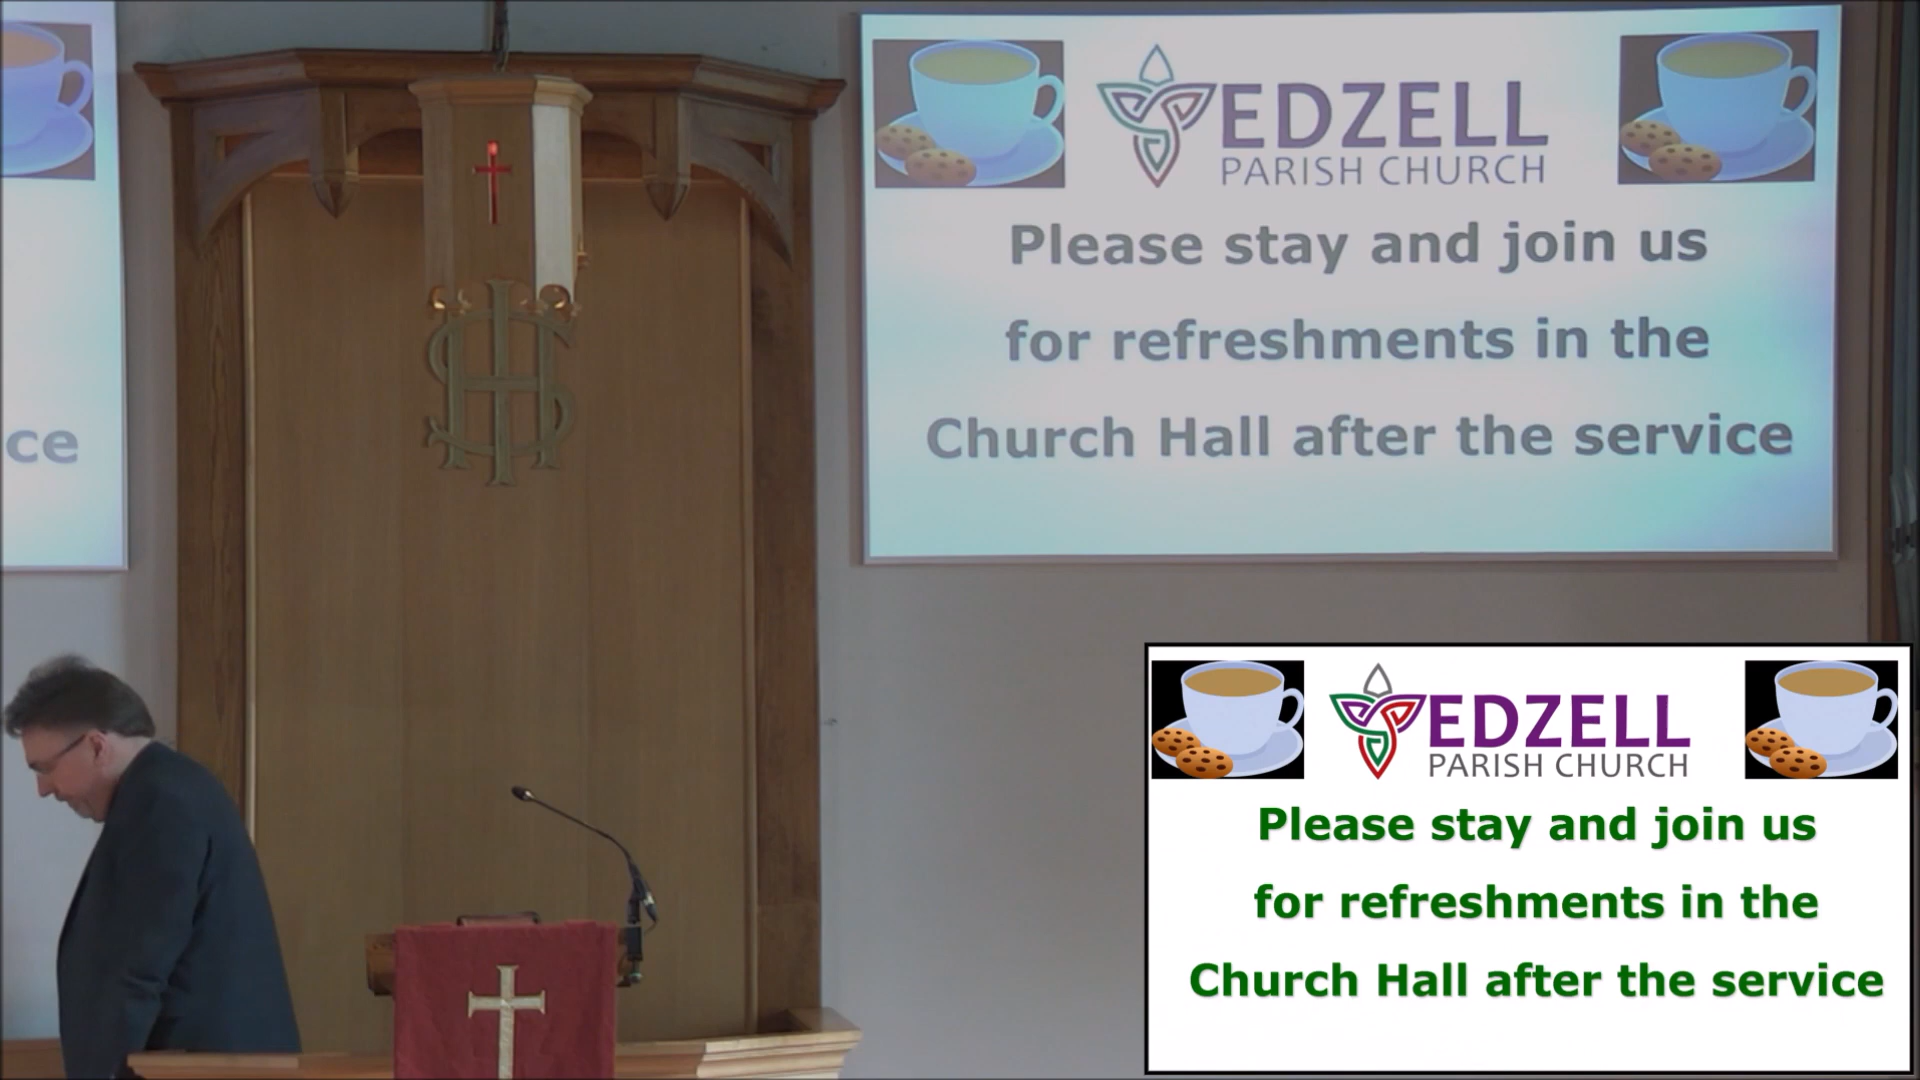 EDZELL
PARISH CHURCH
Please stay and join us
for refreshments in the
Church Hall after the service
ce
IHS
EDZELL
PARISH CHURCH
Please stay and join us
for refreshments in the
Church Hall after the service